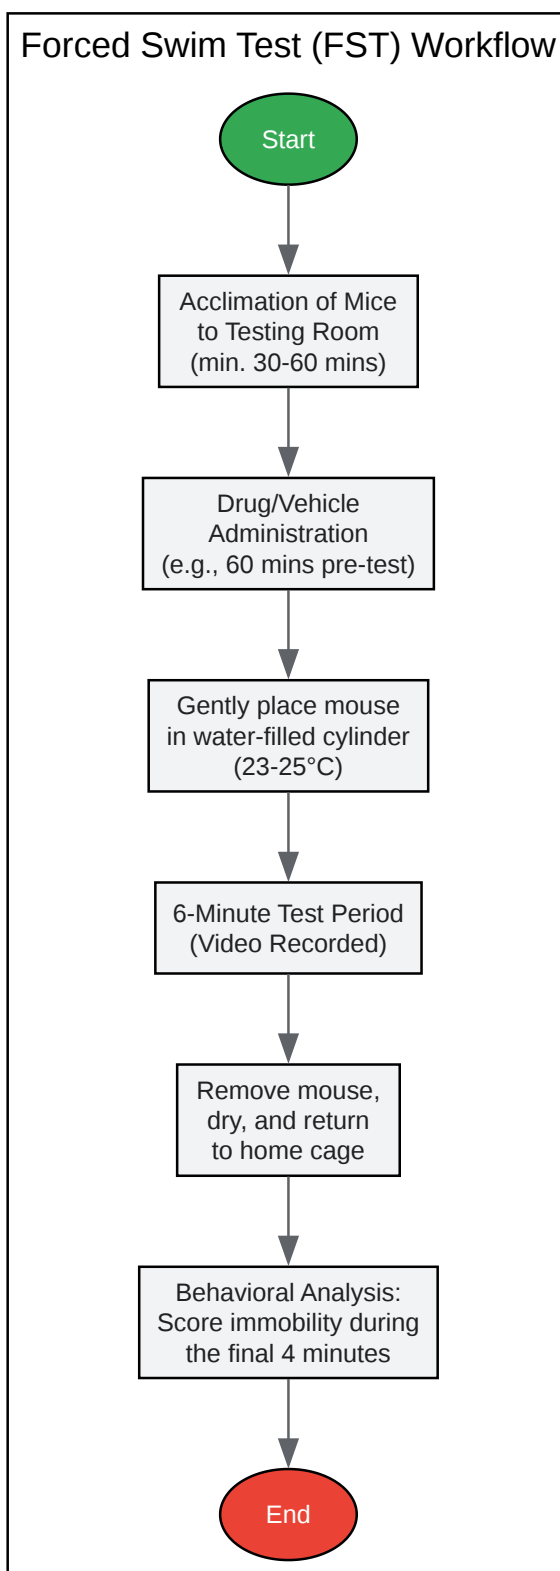 Forced Swim Test (FST) Workflow
Start
Acclimation of Mice
to Testing Room
(min. 30-60 mins)
Drug/Vehicle
Administration
(e.g., 60 mins pre-test)
Gently place mouse
in water-filled cylinder
(23-25°C)
6-Minute Test Period
(Video Recorded)
Remove mouse,
dry, and return
to home cage
Behavioral Analysis:
Score immobility during
the final 4 minutes
End